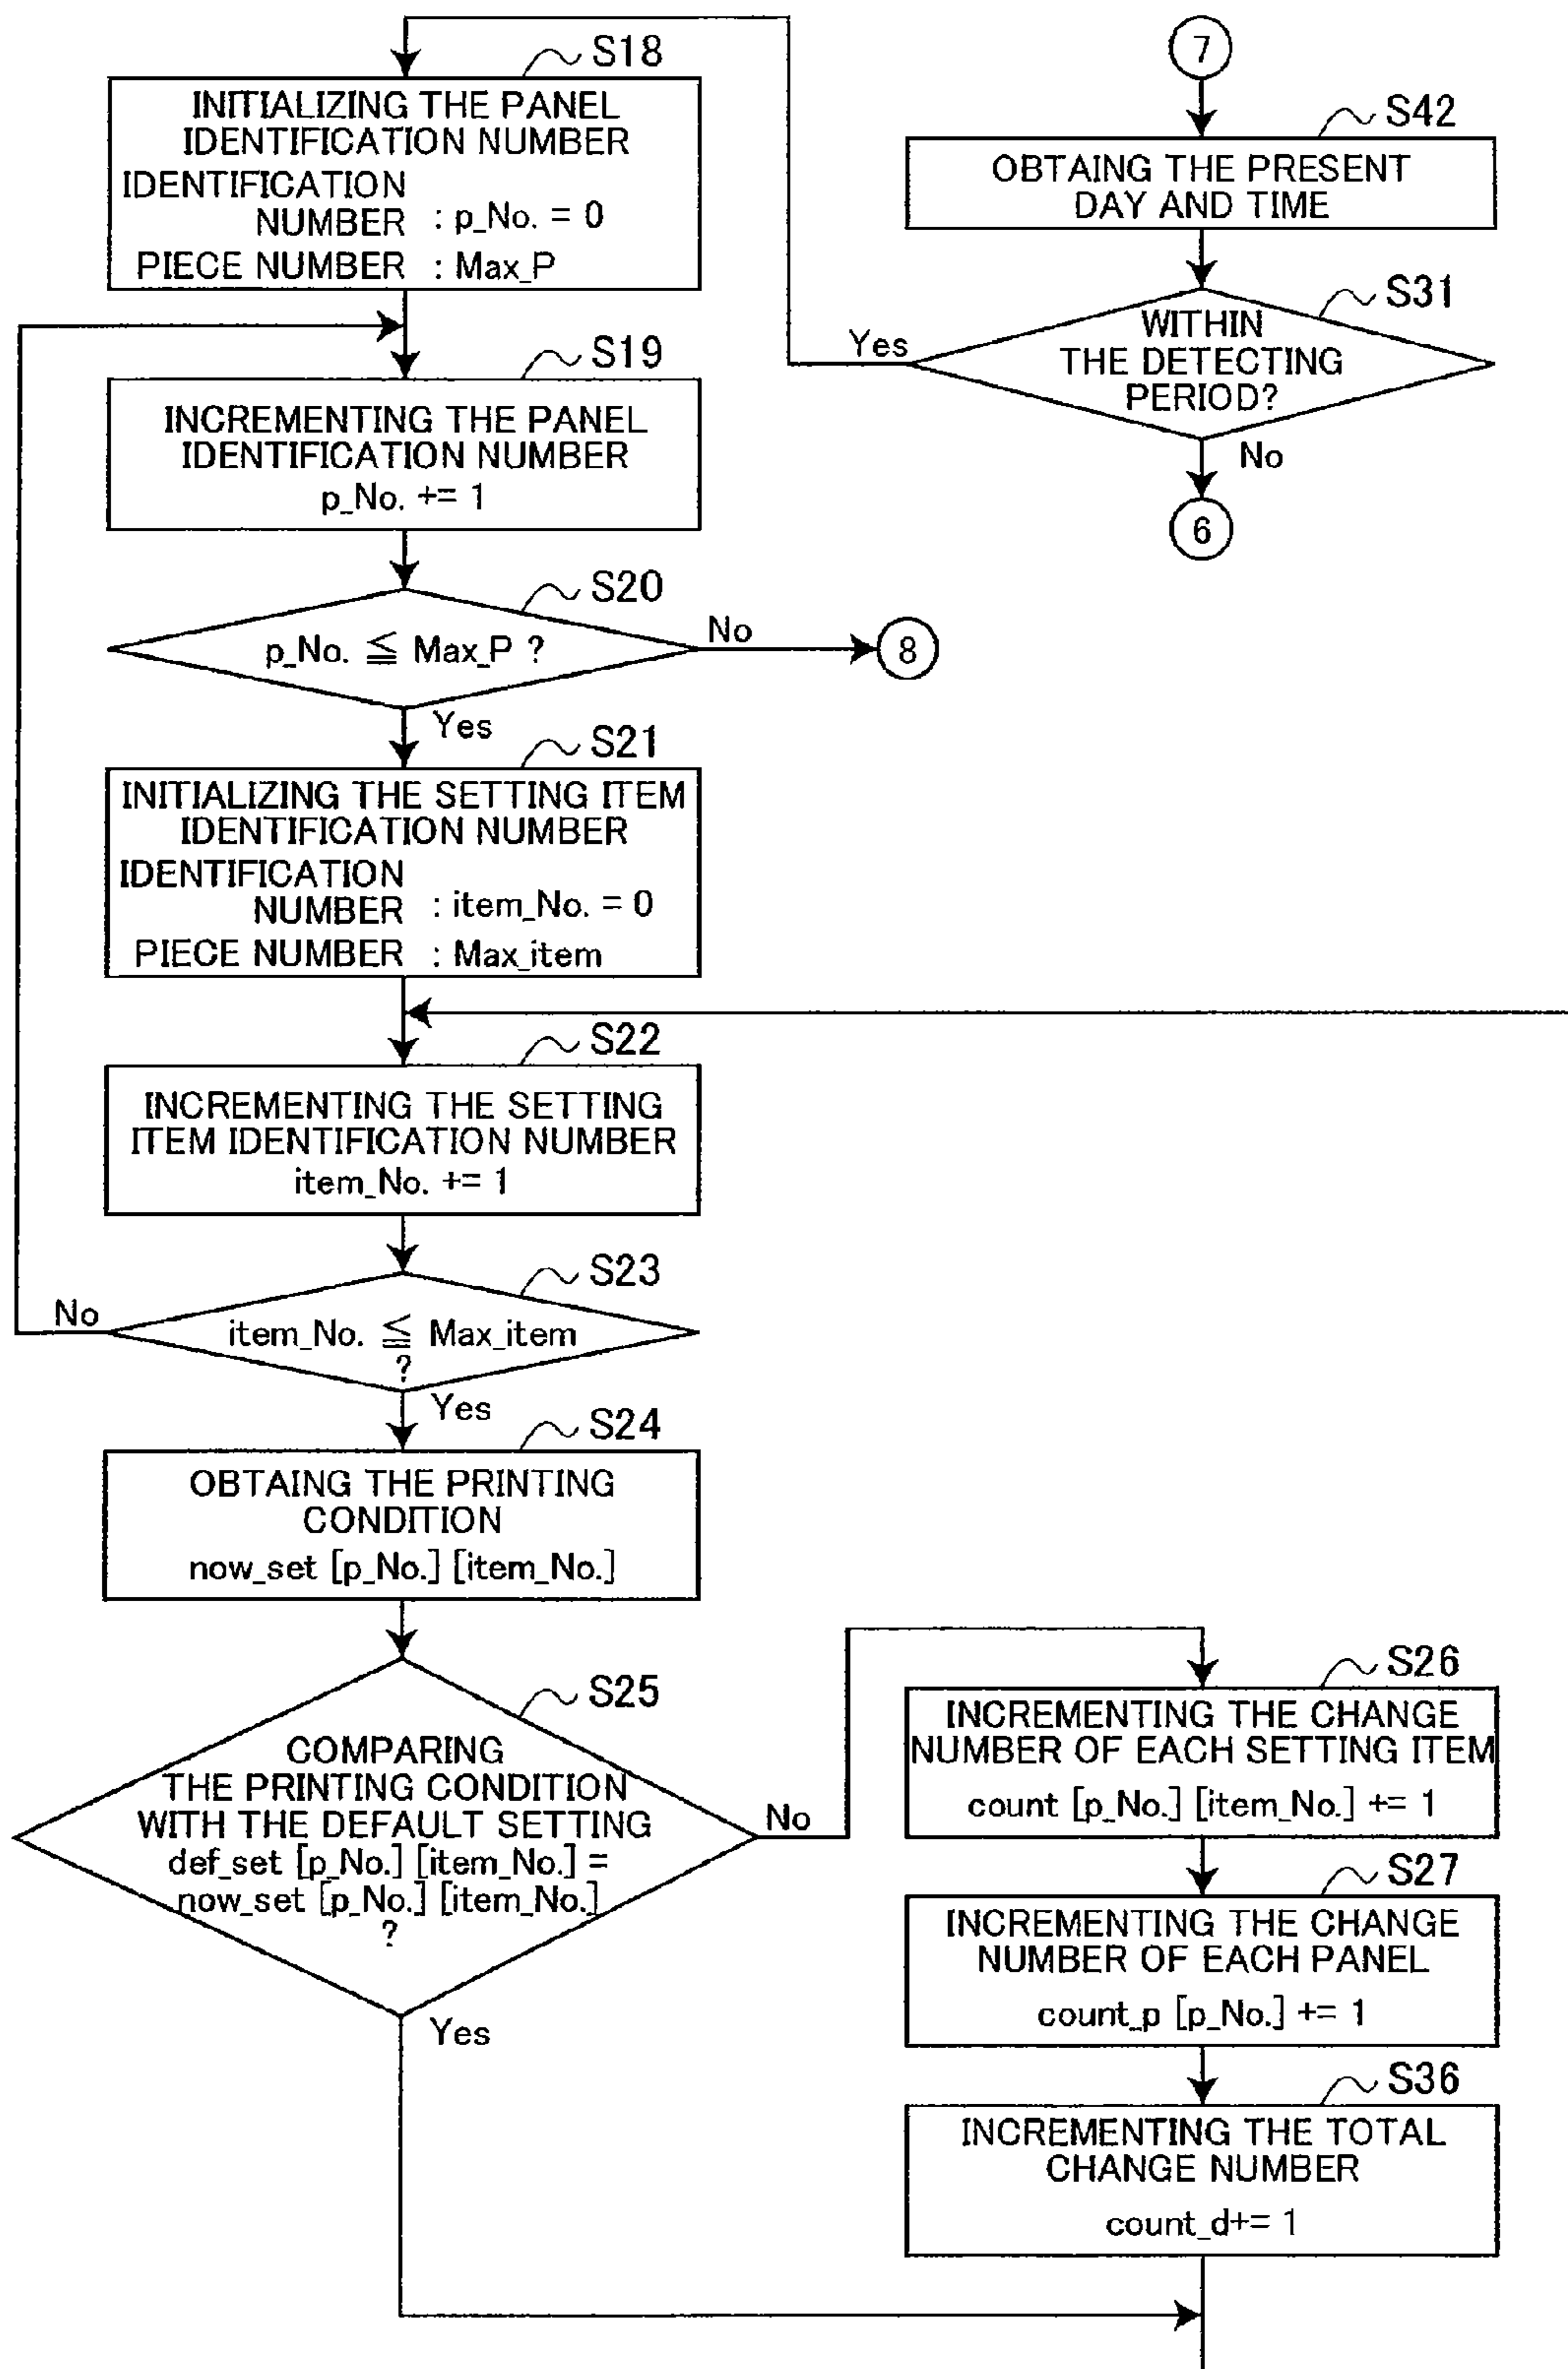 S18
INITIALIZING THE PANEL
IDENTIFICATION NUMBER
IDENTIFICATION
NUMBER : p_No. = 0
PIECE NUMBER : Max_P
S19
INCREMENTING THE PANEL
IDENTIFICATION NUMBER
p_No. += 1
S20
p_No. ≦ Max_P ?
No
8
Yes
S21
INITIALIZING THE SETTING ITEM
IDENTIFICATION NUMBER
IDENTIFICATION
NUMBER : item_No. = 0
PIECE NUMBER : Max_item
S22
INCREMENTING THE SETTING
ITEM IDENTIFICATION NUMBER
item_No. += 1
S23
No
item_No. ≦ Max_item
?
Yes
S24
OBTAING THE PRINTING
CONDITION
now_set [p_No.] [item_No.]
S25
COMPARING
THE PRINTING CONDITION
WITH THE DEFAULT SETTING
def_set [p_No.] [item_No.] =
now_set [p_No.] [item_No.]
?
No
Yes
7
S42
OBTAING THE PRESENT
DAY AND TIME
S31
Yes
WITHIN
THE DETECTING
PERIOD?
No
6
S26
INCREMENTING THE CHANGE
NUMBER OF EACH SETTING ITEM
count [p_No.] [item_No.] += 1
S27
INCREMENTING THE CHANGE
NUMBER OF EACH PANEL
count_p [p_No.] += 1
S36
INCREMENTING THE TOTAL
CHANGE NUMBER
count_d+= 1